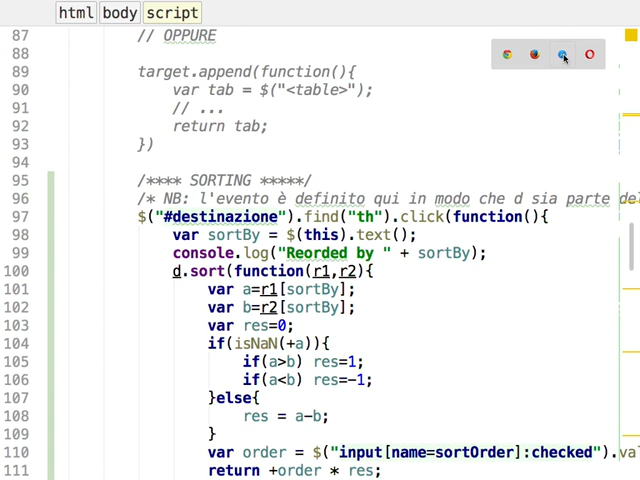 html body script
87 // OPPURE
88
89 target.append(function(){
90 var tab = $("<table>");
91 // ...
92 return tab;
93 })
94
95 /**** SORTING *****/
96 /* NB: l'evento è definito qui in modo che d sia parte del
97 $("#destinazione").find("th").click(function(){
98 var sortBy = $(this).text();
99 console.log("Reorded by " + sortBy);
100 d.sort(function(r1,r2){
101 var a=r1[sortBy];
102 var b=r2[sortBy];
103 var res=0;
104 if(isNaN(+a)){
105 if(a>b) res=1;
106 if(a<b) res=-1;
107 }else{
108 res = a-b;
109 }
110 var order = $("input[name=sortOrder]:checked").va
111 return +order * res;